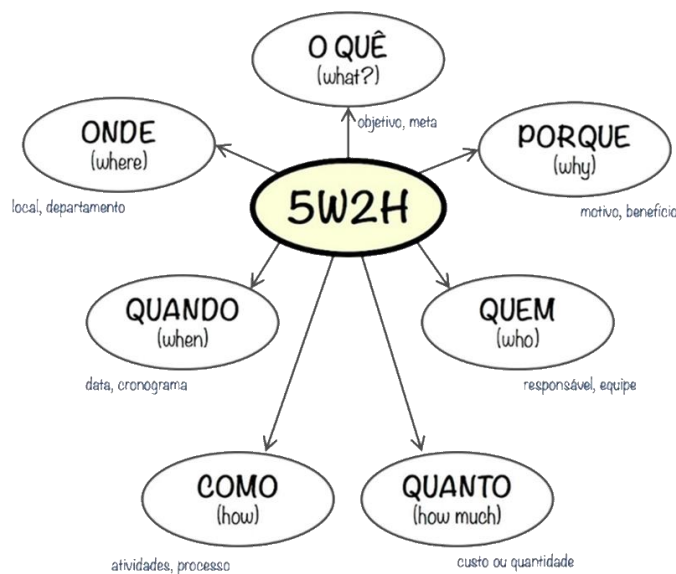 O QUÊ
(what?)
objetivo, meta
ONDE
(where)
local, departamento
PORQUE
(why)
motivo, benefício
5W2H
QUANDO
(when)
data, cronograma
QUEM
(who)
responsável, equipe
COMO
(how)
atividades, processo
QUANTO
(how much)
custo ou quantidade